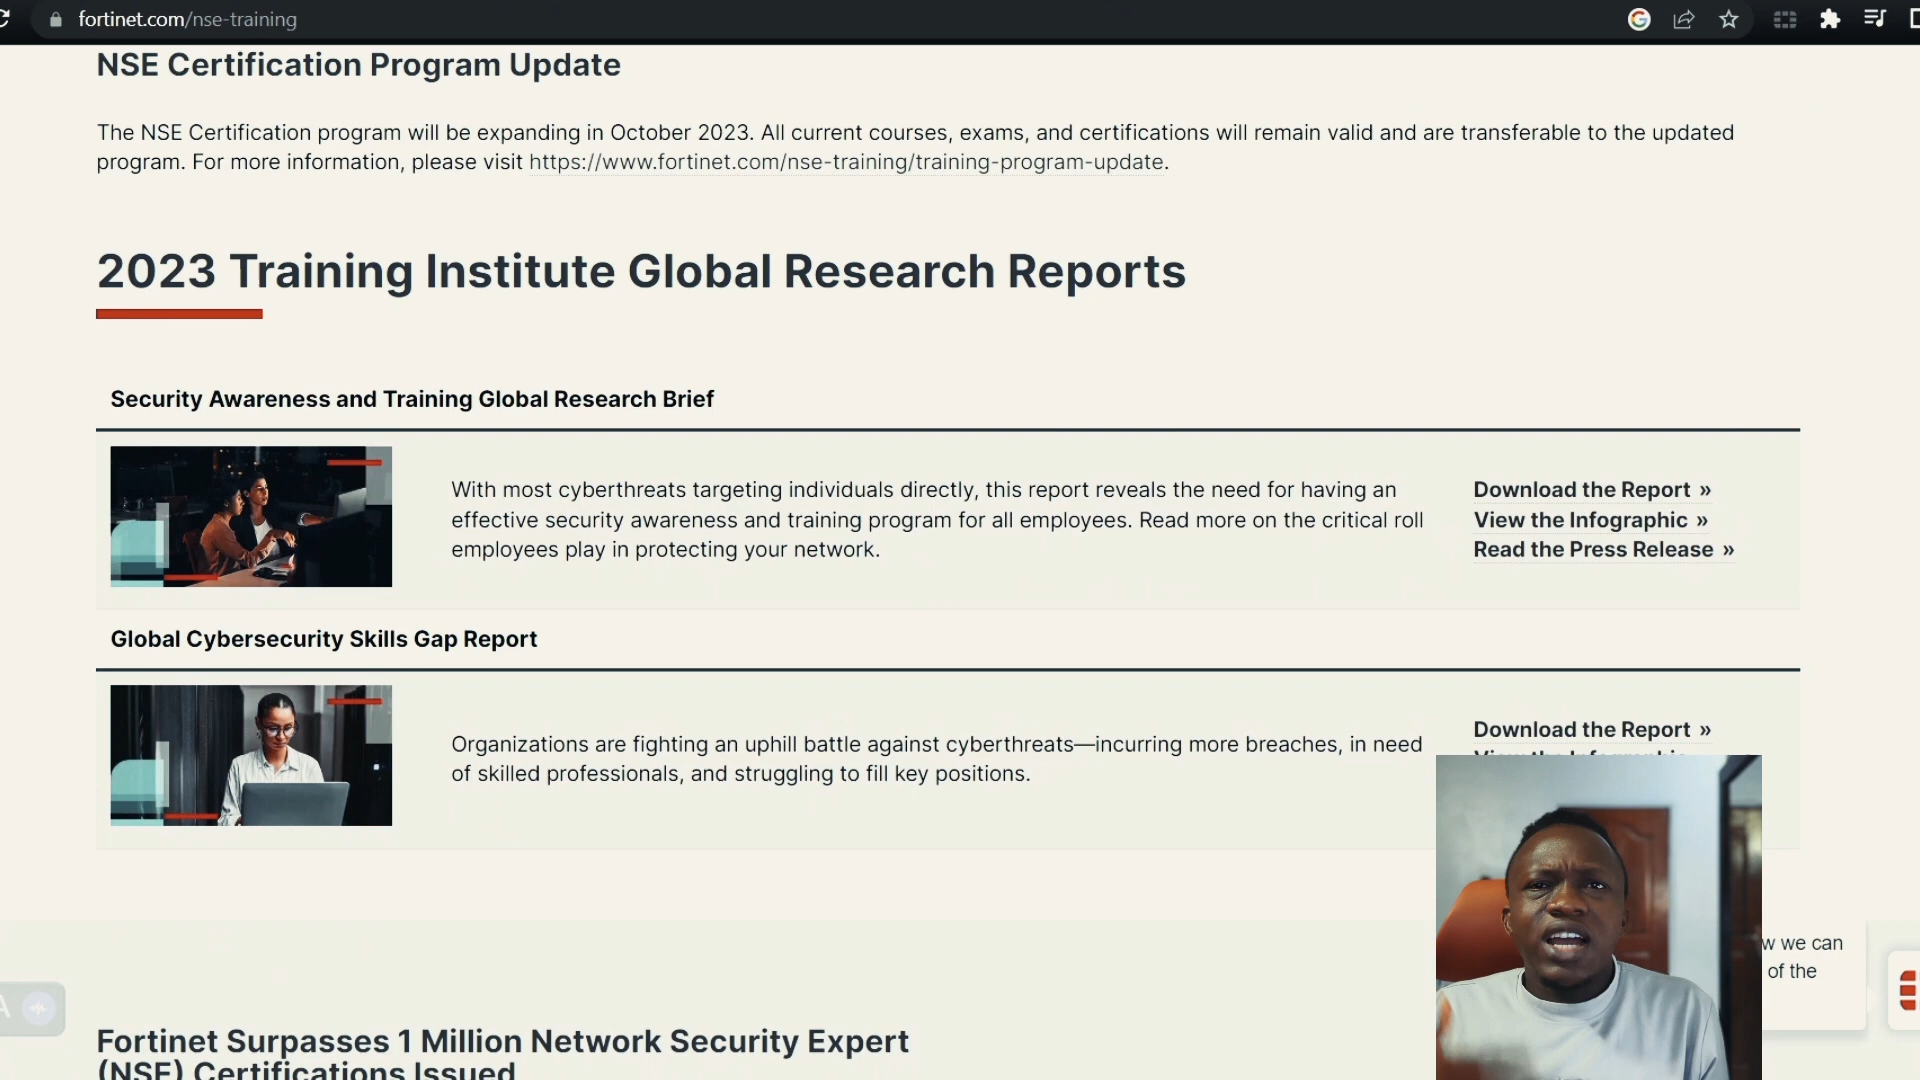 fortinet.com/nse-training
NSE Certification Program Update
The NSE Certification program will be expanding in October 2023. All current courses, exams, and certifications will remain valid and are transferable to the updated
program. For more information, please visit https://www.fortinet.com/nse-training/training-program-update.
2023 Training Institute Global Research Reports
Security Awareness and Training Global Research Brief
With most cyberthreats targeting individuals directly, this report reveals the need for having an
effective security awareness and training program for all employees. Read more on the critical roll
employees play in protecting your network.
Download the Report »
View the Infographic »
Read the Press Release »
Global Cybersecurity Skills Gap Report
Organizations are fighting an uphill battle against cyberthreats—incurring more breaches, in need
of skilled professionals, and struggling to fill key positions.
Download the Report »
we can
of the
Fortinet Surpasses 1 Million Network Security Expert
(NSE) Certifications Issued